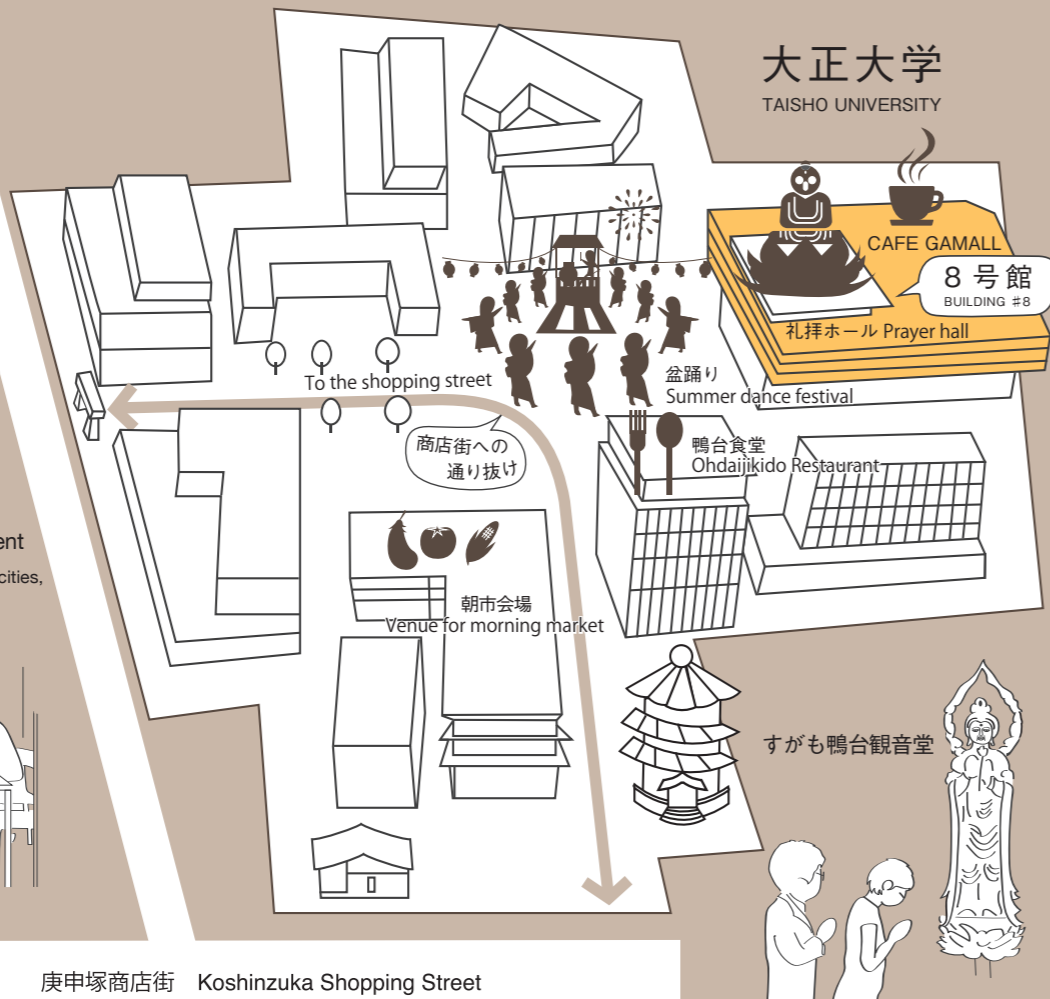 大正大学
TAISHO UNIVERSITY
CAFE GAMALL
8号館
BUILDING #8
礼拝ホール Prayer hall
To the shopping street
盆踊り
Summer dance festival
商店街への
通り抜け
鴨台食堂
Ohdaijikido Restaurant
朝市会場
Venue for morning market
cities,
すがも鴨台観音堂
庚申塚商店街 Koshinzuka Shopping Street